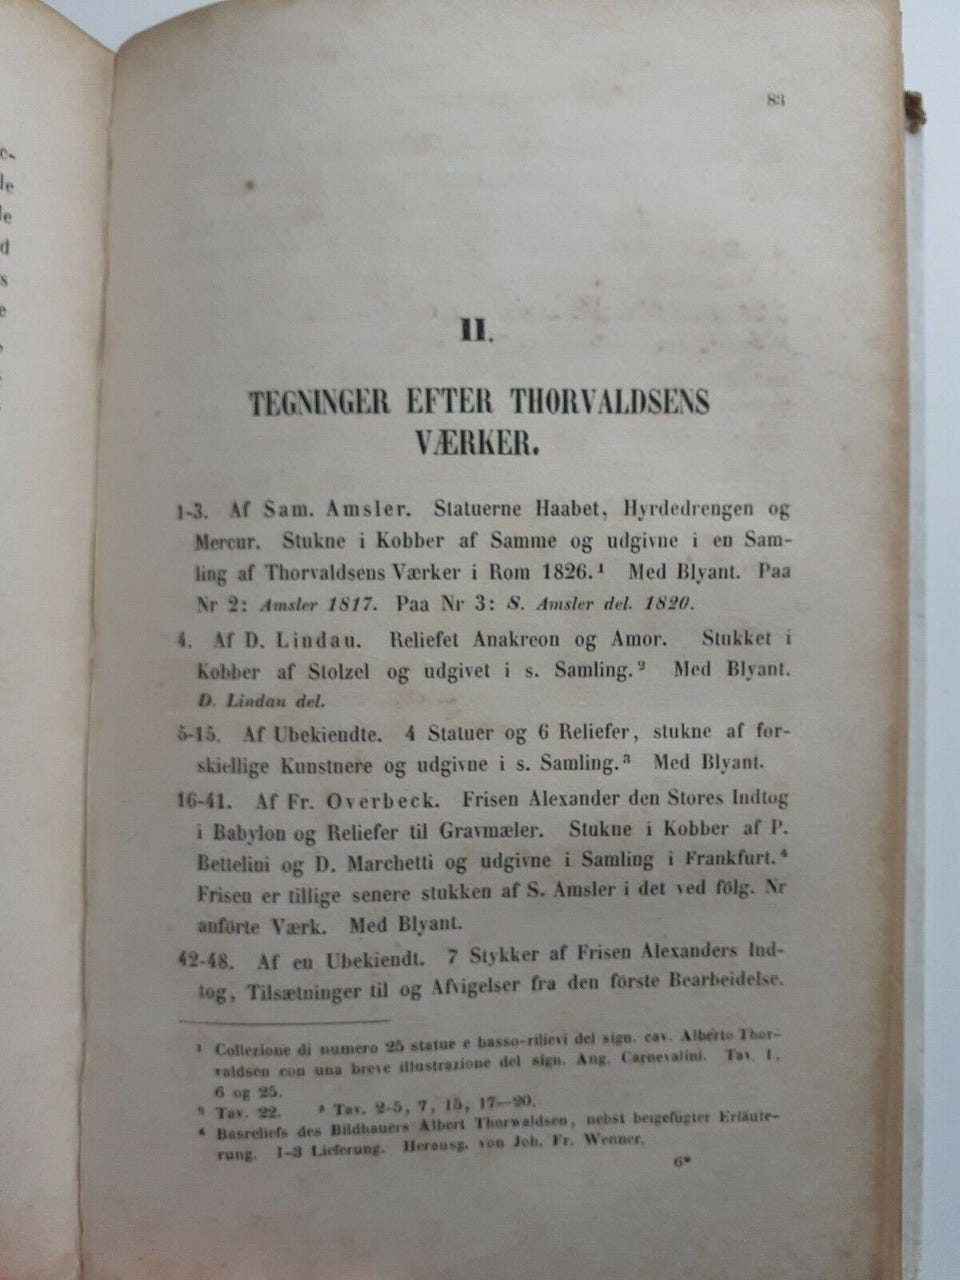 83
II.
TEGNINGER EFTER THORVALDSENS
VÆRKER.
1-3. Af Sam. Amsler. Statuerne Haabet, Hyrdedrengen og
Mercur. Stukne i Kobber af Samme og udgivne i en Sam-
ling af Thorvaldsens Værker i Rom 1826.¹ Med Blyant. Paa
Nr 2: Amsler 1817. Paa Nr 3: S. Amsler del. 1820.
4. Af D. Lindau. Reliefet Anakreon og Amor. Stukket i
Kobber af Stolzel og udgivet i s. Samling.² Med Blyant.
D. Lindau del.
5-15. Af Ubekiendte. 4 Statuer og 6 Reliefer, stukne af for-
skiellige Kunstnere og udgivne i s. Samling.³ Med Blyant.
16-41. Af Fr. Overbeck. Frisen Alexander den Stores Indtog
i Babylon og Reliefer til Gravmæler. Stukne i Kobber af P.
Bettelini og D. Marchetti og udgivne i Samling i Frankfurt.⁴
Frisen er tillige senere stukken af S. Amsler i det ved fölg. Nr
anförte Værk. Med Blyant.
42-48. Af en Ubekiendt. 7 Stykker af Frisen Alexanders Ind-
tog, Tilsætninger til og Afvigelser fra den förste Bearbeidelse.
¹ Collezione di numero 25 statue e basso-rilievi del sign. cav. Alberto Thor-
valdsen con una breve illustrazione del sign. Ang. Carnevalini. Tav. 1,
6 og 25.
² Tav. 22. ³ Tav. 2-5, 7, 15, 17—20.
⁴ Basreliefs des Bildhauers Albert Thorwaldsen, nebst beigefügter Erläute-
rung. 1-3 Lieferung. Herausg. von Joh. Fr. Wenner.
6*